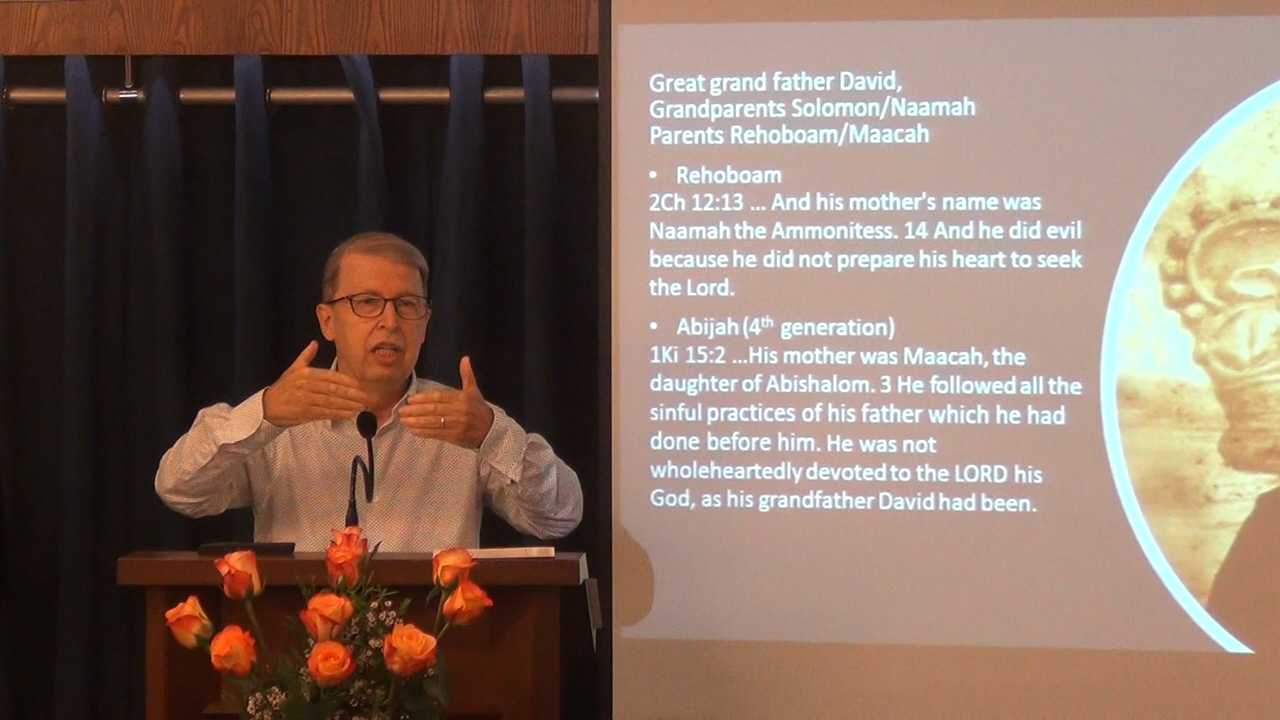 Great grand father David,
Grandparents Solomon/Naamah
Parents Rehoboam/Maacah
• Rehoboam
2Ch 12:13 ... And his mother's name was
Naamah the Ammonitess. 14 And he did evil
because he did not prepare his heart to seek
the Lord.
• Abijah (4th generation)
1Ki 15:2 ...His mother was Maacah, the
daughter of Abishalom. 3 He followed all the
sinful practices of his father which he had
done before him. He was not
wholeheartedly devoted to the LORD his
God, as his grandfather David had been.